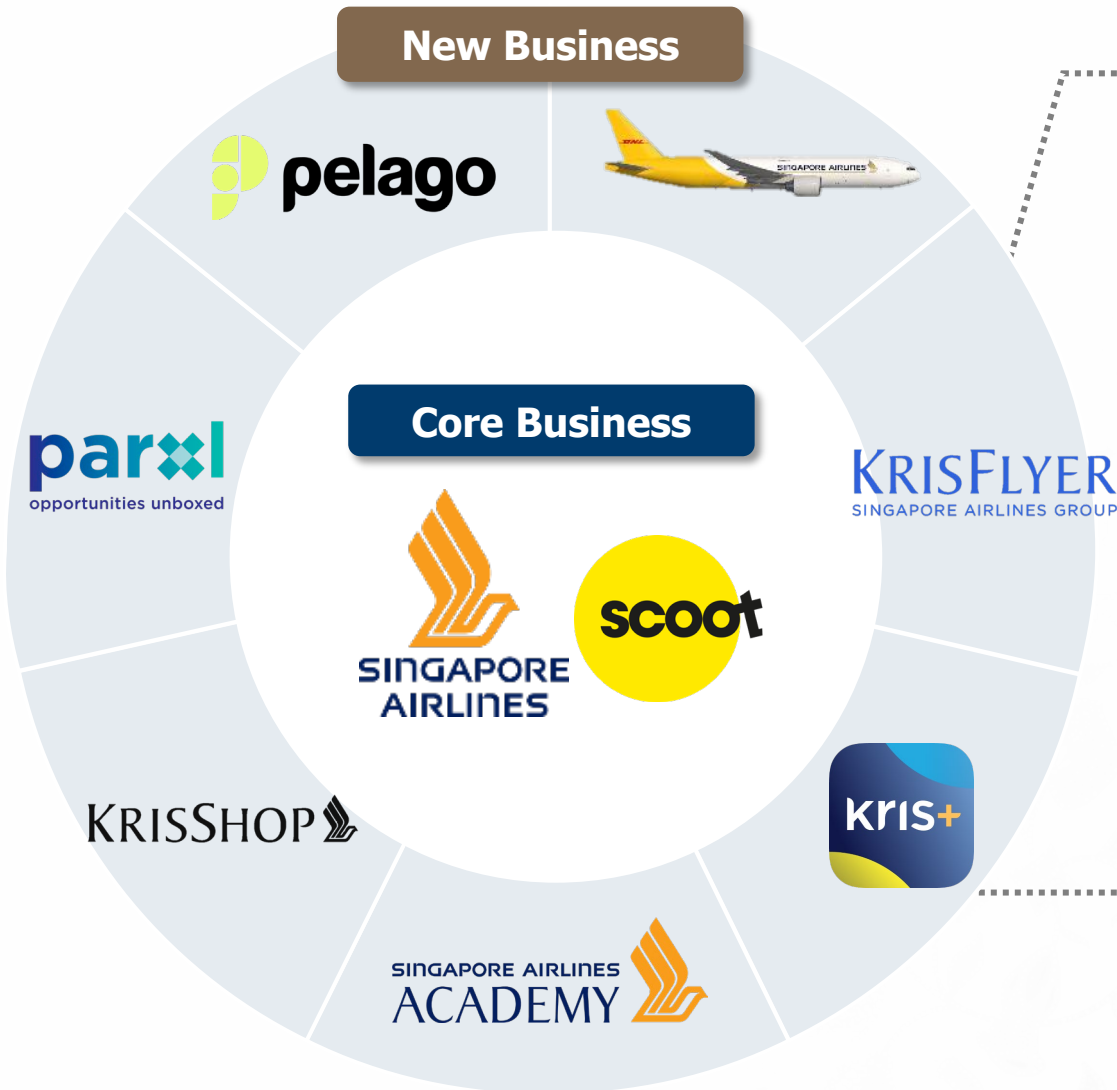 New Business
pelago
DHL
SINGAPORE AIRLINES
parxl
opportunities unboxed
Core Business
KRISFLYER
SINGAPORE AIRLINES GROUP
SINGAPORE
AIRLINES
scoot
KRISSHOP
kris+
SINGAPORE AIRLINES
ACADEMY